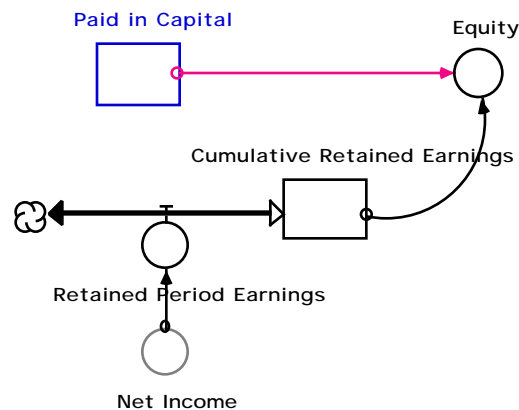 Paid in Capital
Equity
Cumulative Retained Earnings
Retained Period Earnings
Net Income